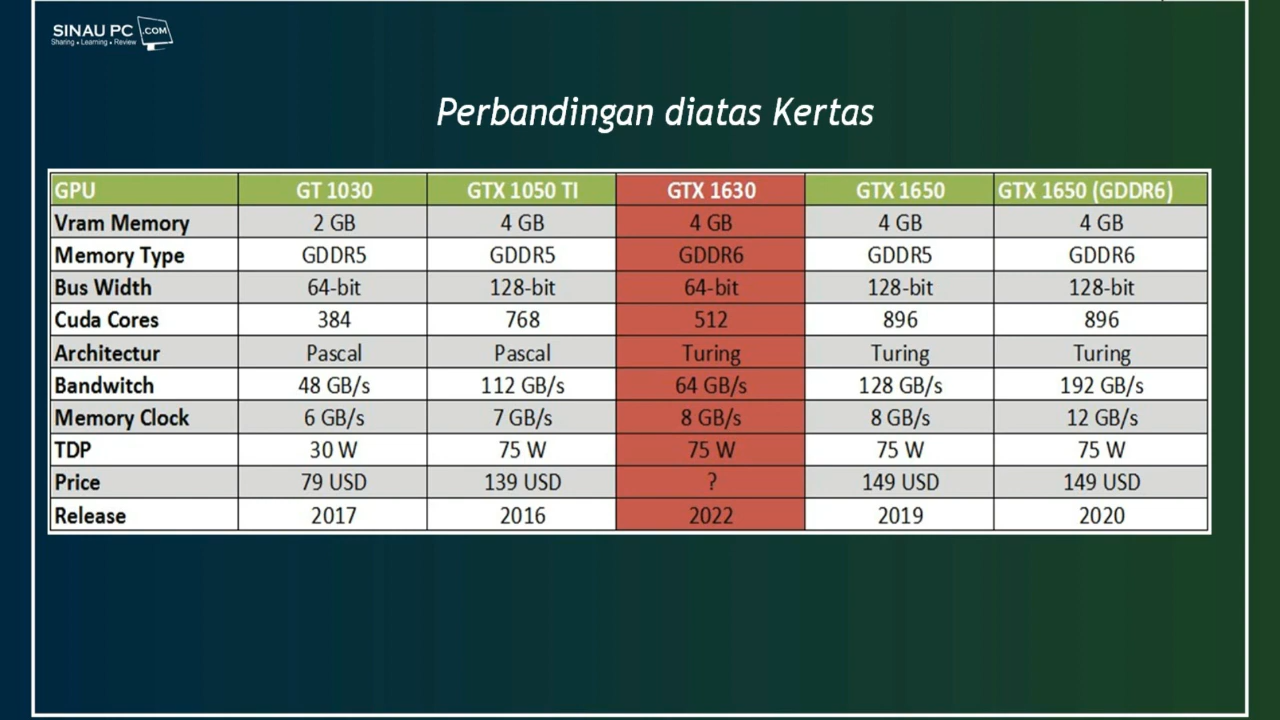 SINAU PC .COM
Sharing • Learning • Review
Perbandingan diatas Kertas
GPU GT 1030 GTX 1050 TI GTX 1630 GTX 1650 GTX 1650 (GDDR6)
Vram Memory 2 GB 4 GB 4 GB 4 GB 4 GB
Memory Type GDDR5 GDDR5 GDDR6 GDDR5 GDDR6
Bus Width 64-bit 128-bit 64-bit 128-bit 128-bit
Cuda Cores 384 768 512 896 896
Architectur Pascal Pascal Turing Turing Turing
Bandwitch 48 GB/s 112 GB/s 64 GB/s 128 GB/s 192 GB/s
Memory Clock 6 GB/s 7 GB/s 8 GB/s 8 GB/s 12 GB/s
TDP 30 W 75 W 75 W 75 W 75 W
Price 79 USD 139 USD ? 149 USD 149 USD
Release 2017 2016 2022 2019 2020